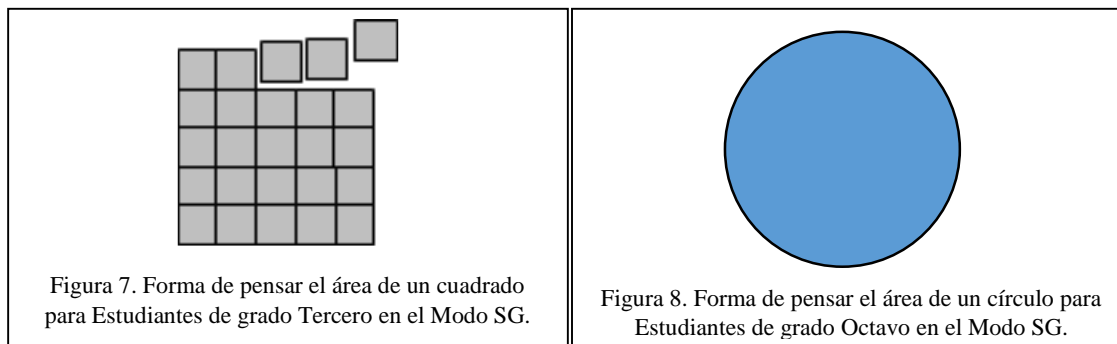 Figura 7. Forma de pensar el área de un cuadrado
para Estudiantes de grado Tercero en el Modo SG.
Figura 8. Forma de pensar el área de un círculo para
Estudiantes de grado Octavo en el Modo SG.